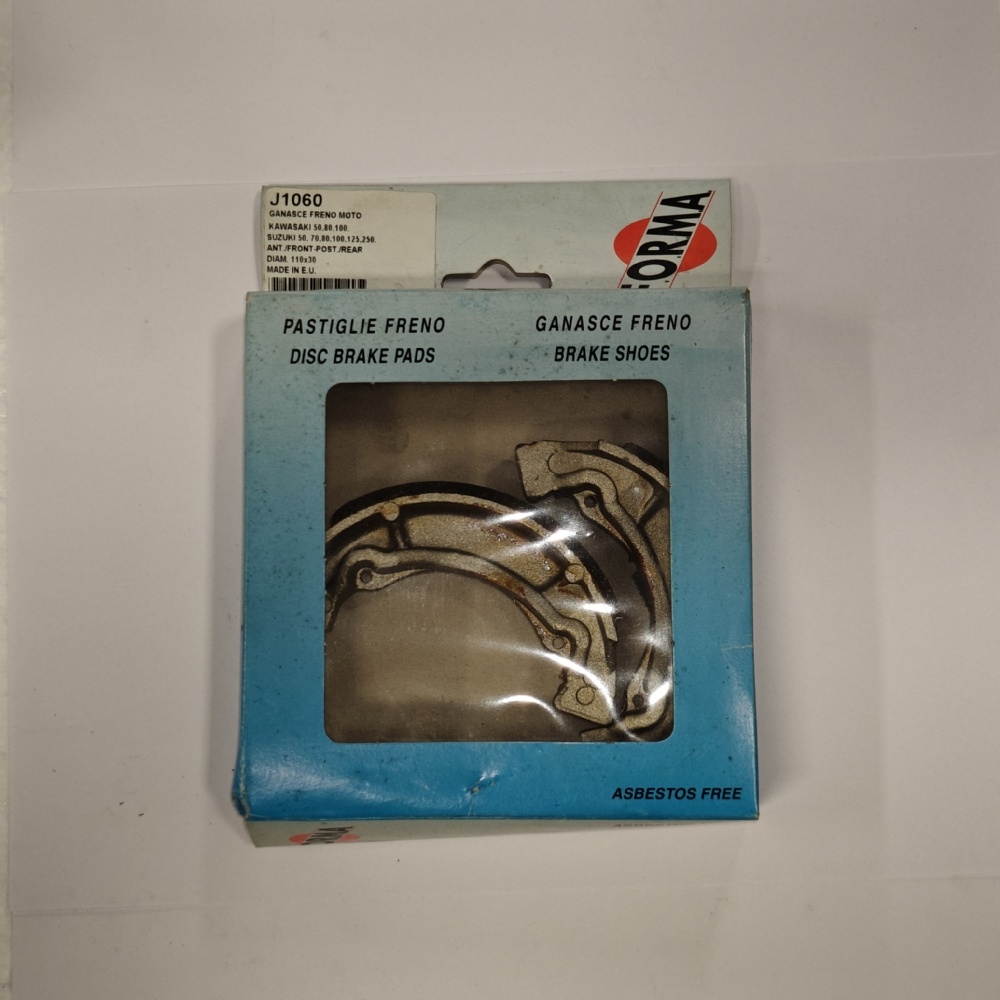 J1060
GANASCE FRENO MOTO
KAWASAKI 50,80,100,
SUZUKI 50, 70,80,100,125,250.
ANT./FRONT-POST./REAR
DIAM. 110x30
MADE IN E.U.
FORMA
PASTIGLIE FRENO
DISC BRAKE PADS
GANASCE FRENO
BRAKE SHOES
ASBESTOS FREE